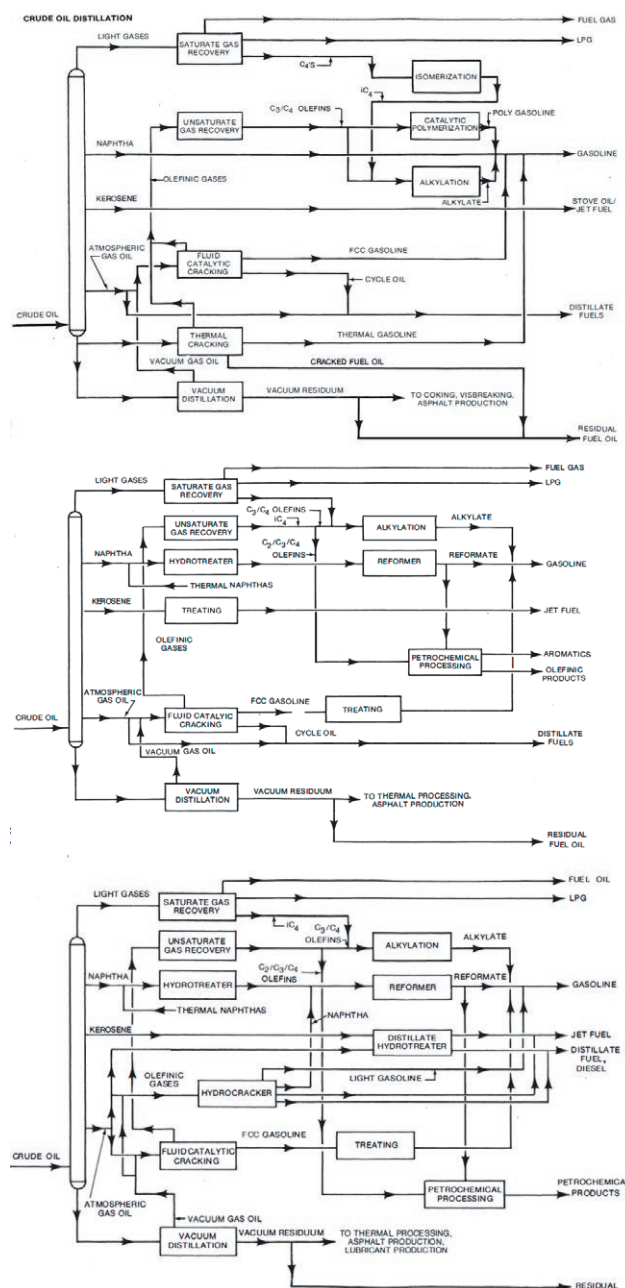 CRUDE OIL DISTILLATION
LIGHT GASES
SATURATE GAS
RECOVERY
FUEL GAS
LPG
C4'S
ISOMERIZATION
iC4
UNSATURATE
GAS RECOVERY
C3/C4 OLEFINS
CATALYTIC
POLYMERIZATION
POLY GASOLINE
NAPHTHA
GASOLINE
OLEFINIC GASES
ALKYLATION
ALKYLATE
KEROSENE
STOVE OIL/
JET FUEL
ATMOSPHERIC
GAS OIL
FLUID
CATALYTIC
CRACKING
FCC GASOLINE
CYCLE OIL
CRUDE OIL
DISTILLATE
FUELS
THERMAL
CRACKING
THERMAL GASOLINE
VACUUM GAS OIL
CRACKED FUEL OIL
VACUUM
DISTILLATION
VACUUM RESIDUUM
TO COKING, VISBREAKING,
ASPHALT PRODUCTION
RESIDUAL
FUEL OIL
LIGHT GASES
SATURATE GAS
RECOVERY
FUEL GAS
LPG
C3/C4 OLEFINS
iC4
UNSATURATE
GAS RECOVERY
ALKYLATION
ALKYLATE
C2/C3/C4
OLEFINS
NAPHTHA
HYDROTREATER
REFORMER
REFORMATE
GASOLINE
THERMAL NAPHTHAS
KEROSENE
TREATING
JET FUEL
OLEFINIC
GASES
PETROCHEMICAL
PROCESSING
AROMATICS
OLEFINIC
PRODUCTS
ATMOSPHERIC
GAS OIL
FCC GASOLINE
TREATING
CRUDE OIL
FLUID CATALYTIC
CRACKING
CYCLE OIL
DISTILLATE
FUELS
VACUUM GAS OIL
VACUUM
DISTILLATION
VACUUM RESIDUUM
TO THERMAL PROCESSING,
ASPHALT PRODUCTION
RESIDUAL
FUEL OIL
LIGHT GASES
SATURATE GAS
RECOVERY
FUEL OIL
LPG
iC4
C3/C4
OLEFINS
UNSATURATE
GAS RECOVERY
ALKYLATION
ALKYLATE
C2/C3/C4
OLEFINS
NAPHTHA
HYDROTREATER
REFORMER
REFORMATE
GASOLINE
THERMAL NAPHTHAS
NAPHTHA
KEROSENE
DISTILLATE
HYDROTREATER
JET FUEL
DISTILLATE
FUEL,
DIESEL
OLEFINIC
GASES
HYDROCRACKER
LIGHT GASOLINE
FCC GASOLINE
TREATING
CRUDE OIL
FLUID CATALYTIC
CRACKING
PETROCHEMICAL
PROCESSING
PETROCHEMICAL
PRODUCTS
ATMOSPHERIC
GAS OIL
VACUUM GAS OIL
VACUUM
DISTILLATION
VACUUM RESIDUUM
TO THERMAL PROCESSING,
ASPHALT PRODUCTION,
LUBRICANT PRODUCTION
RESIDUAL